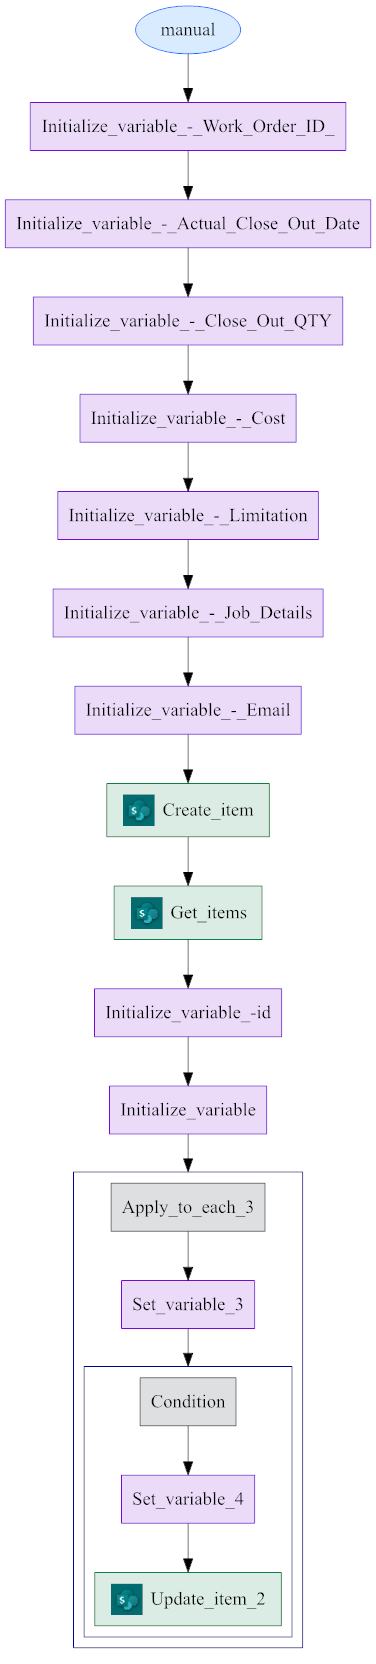 manual
Initialize_variable_-_Work_Order_ID_
Initialize_variable_-_Actual_Close_Out_Date
Initialize_variable_-_Close_Out_QTY
Initialize_variable_-_Cost
Initialize_variable_-_Limitation
Initialize_variable_-_Job_Details
Initialize_variable_-_Email
S Create_item
S Get_items
Initialize_variable_-id
Initialize_variable
Apply_to_each_3
Set_variable_3
Condition
Set_variable_4
S Update_item_2